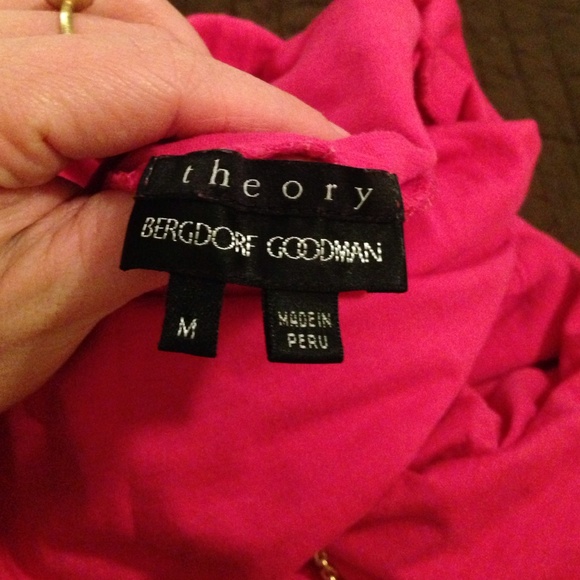 theory
BERGDORF GOODMAN
M
MADE IN
PERU